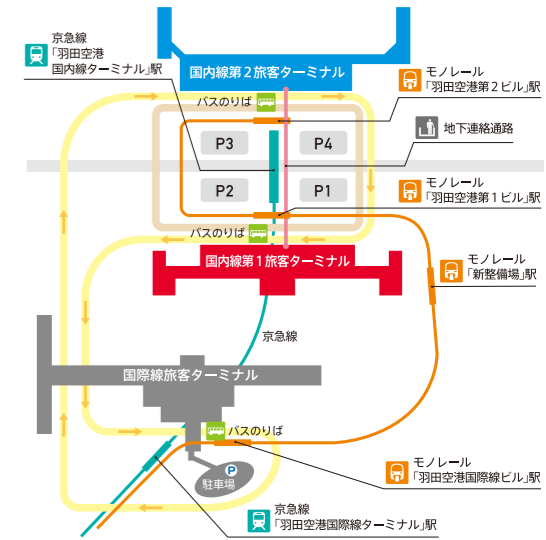 京急線
「羽田空港
国内線ターミナル」駅
国内線第2旅客ターミナル
モノレール
「羽田空港第2ビル」駅
バスのりば
地下連絡通路
P3
P4
P2
P1
モノレール
「羽田空港第1ビル」駅
バスのりば
国内線第1旅客ターミナル
モノレール
「新整備場」駅
京急線
国際線旅客ターミナル
バスのりば
P
駐車場
モノレール
「羽田空港国際線ビル」駅
京急線
「羽田空港国際線ターミナル」駅